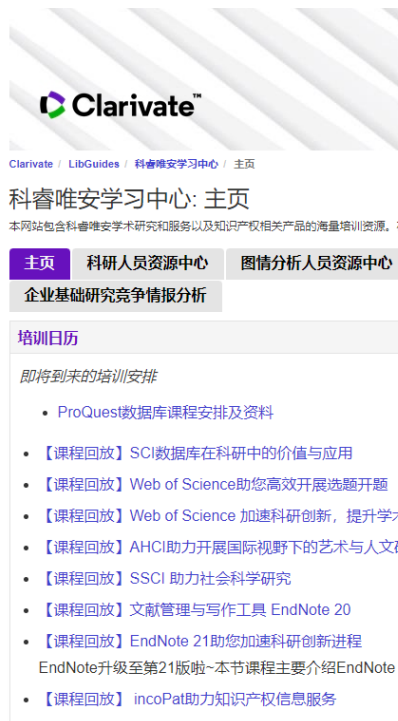 Clarivate™
Clarivate / LibGuides / 科睿唯安学习中心 / 主页
科睿唯安学习中心: 主页
本网站包含科睿唯安学术研究和服务以及知识产权相关产品的海量培训资源。
主页 科研人员资源中心 图情分析人员资源中心
企业基础研究竞争情报分析
培训日历
即将到来的培训安排
• ProQuest数据库课程安排及资料
• 【课程回放】SCI数据库在科研中的价值与应用
• 【课程回放】Web of Science助您高效开展选题开题
• 【课程回放】Web of Science 加速科研创新，提升学术
• 【课程回放】AHCI助力开展国际视野下的艺术与人文研
• 【课程回放】SSCI 助力社会科学研究
• 【课程回放】文献管理与写作工具 EndNote 20
• 【课程回放】EndNote 21助您加速科研创新进程
EndNote升级至第21版啦~本节课程主要介绍EndNote
• 【课程回放】 incoPat助力知识产权信息服务